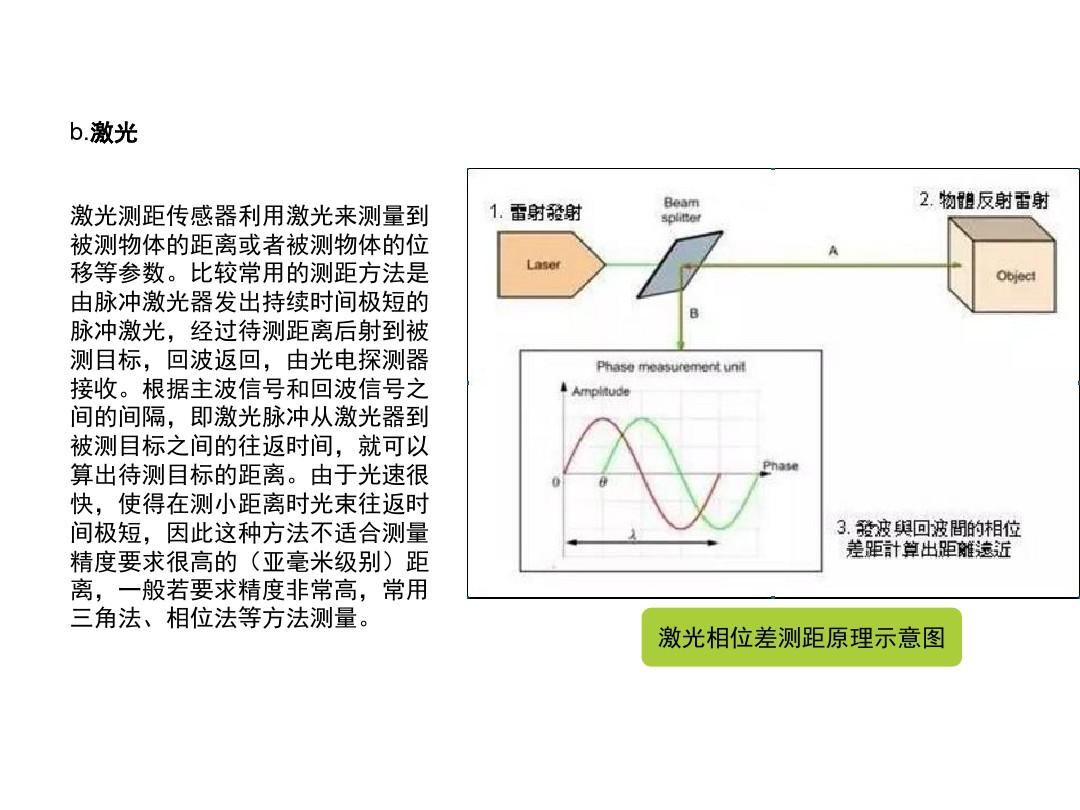 b.激光
激光测距传感器利用激光来测量到
被测物体的距离或者被测物体的位
移等参数。比较常用的测距方法是
由脉冲激光器发出持续时间极短的
脉冲激光，经过待测距离后射到被
测目标，回波返回，由光电探测器
接收。根据主波信号和回波信号之
间的间隔，即激光脉冲从激光器到
被测目标之间的往返时间，就可以
算出待测目标的距离。由于光速很
快，使得在测小距离时光束往返时
间极短，因此这种方法不适合测量
精度要求很高的（亚毫米级别）距
离，一般若要求精度非常高，常用
三角法、相位法等方法测量。
1. 雷射發射
Beam
splitter
2. 物體反射雷射
Laser
A
Object
B
Phase measurement unit
Amplitude
Phase
0
θ
λ
3. 發波與回波間的相位
差距計算出距離遠近
激光相位差测距原理示意图